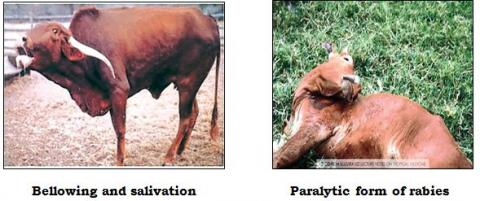 Bellowing and salivation
Paralytic form of rabies